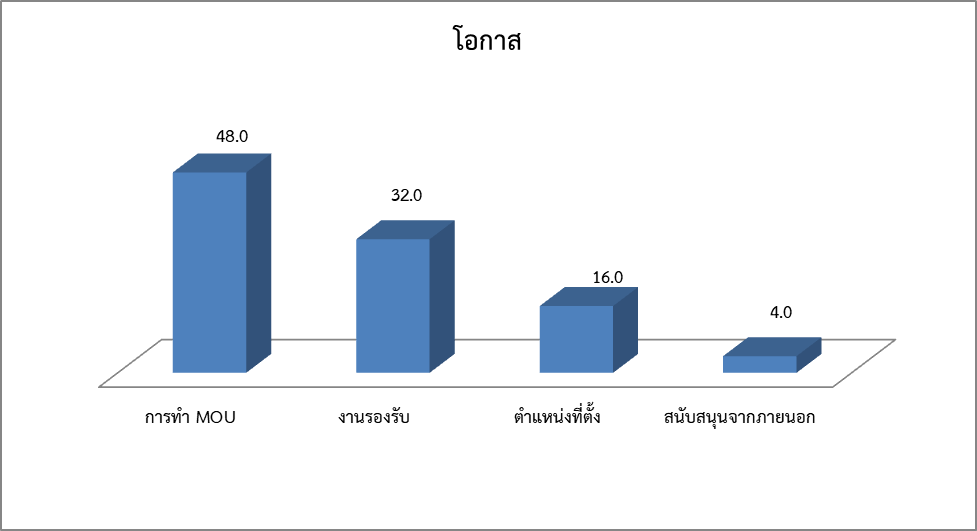 โอกาส
48.0
32.0
16.0
4.0
การทำ MOU
งานรองรับ
ตำแหน่งที่ตั้ง
สนับสนุนจากภายนอก